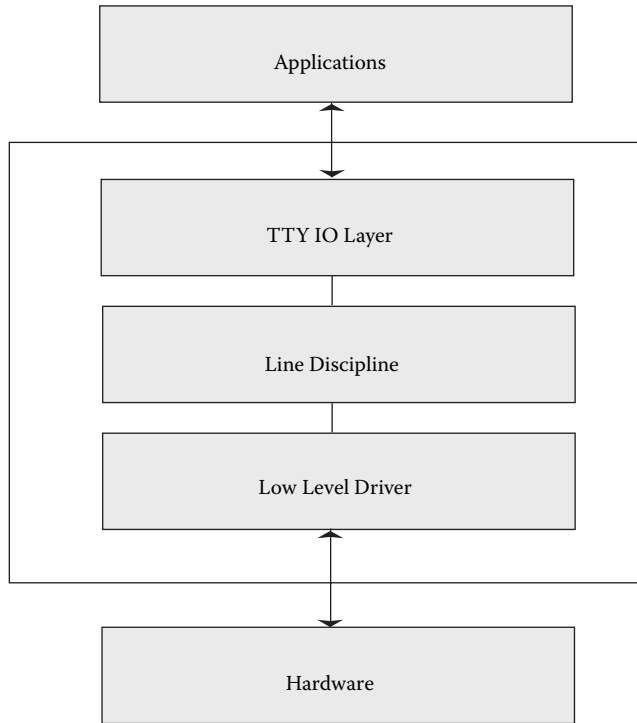 Applications
TTY IO Layer
Line Discipline
Low Level Driver
Hardware